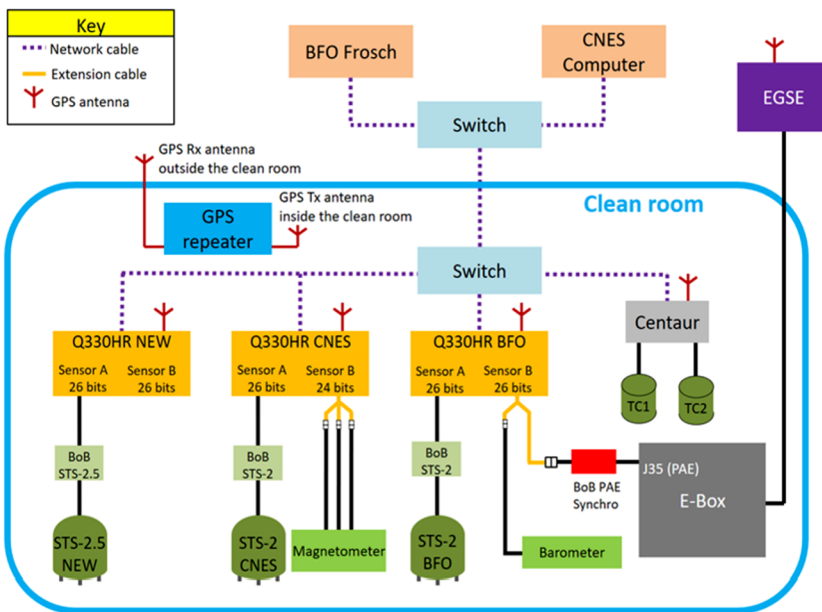 Key
Network cable
Extension cable
GPS antenna
BFO Frosch
CNES
Computer
EGSE
Switch
GPS Rx antenna
outside the clean room
GPS Tx antenna
inside the clean room
Clean room
GPS
repeater
Switch
Q330HR NEW
Sensor A
26 bits
Sensor B
26 bits
Q330HR CNES
Sensor A
26 bits
Sensor B
24 bits
Q330HR BFO
Sensor A
26 bits
Sensor B
26 bits
Centaur
TC1
TC2
BoB
STS-2.5
BoB
STS-2
BoB
STS-2
BoB PAE
Synchro
J35 (PAE)
E-Box
STS-2.5
NEW
STS-2
CNES
Magnetometer
STS-2
BFO
Barometer